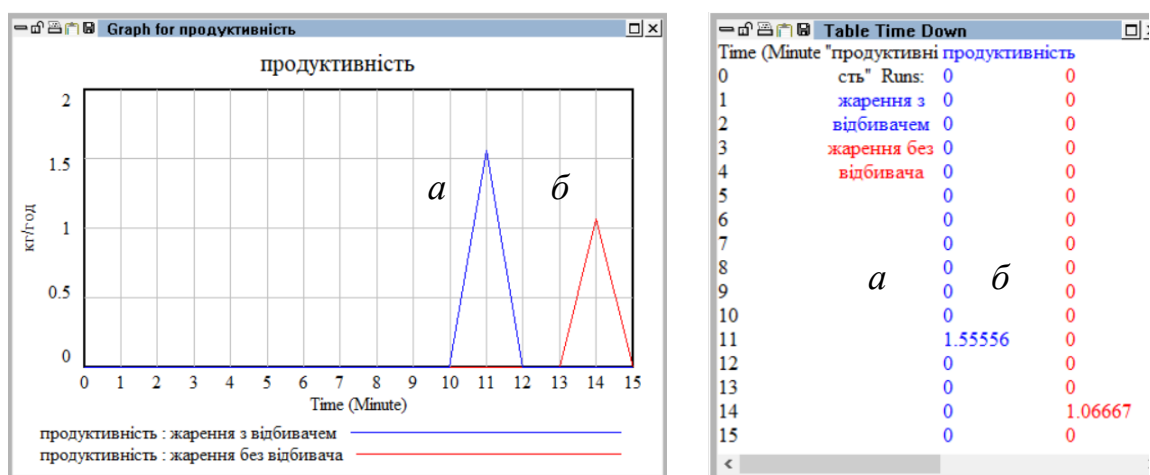 Graph for продуктивність
продуктивність
2
1.5
1
0.5
0
кг/год
а
б
0 1 2 3 4 5 6 7 8 9 10 11 12 13 14 15
Time (Minute)
продуктивність : жарення з відбивачем
продуктивність : жарення без відбивача
Table Time Down
Time (Minute "продуктивні продуктивність
0 сть" Runs: 0 0
1 жарення з 0 0
2 відбивачем 0 0
3 жарення без 0 0
4 відбивача 0 0
5 0 0
6 0 0
7 0 0
8 0 0
9 0 0
10 0 0
11 1.55556 0
12 0 0
13 0 0
14 0 1.06667
15 0 0
а
б